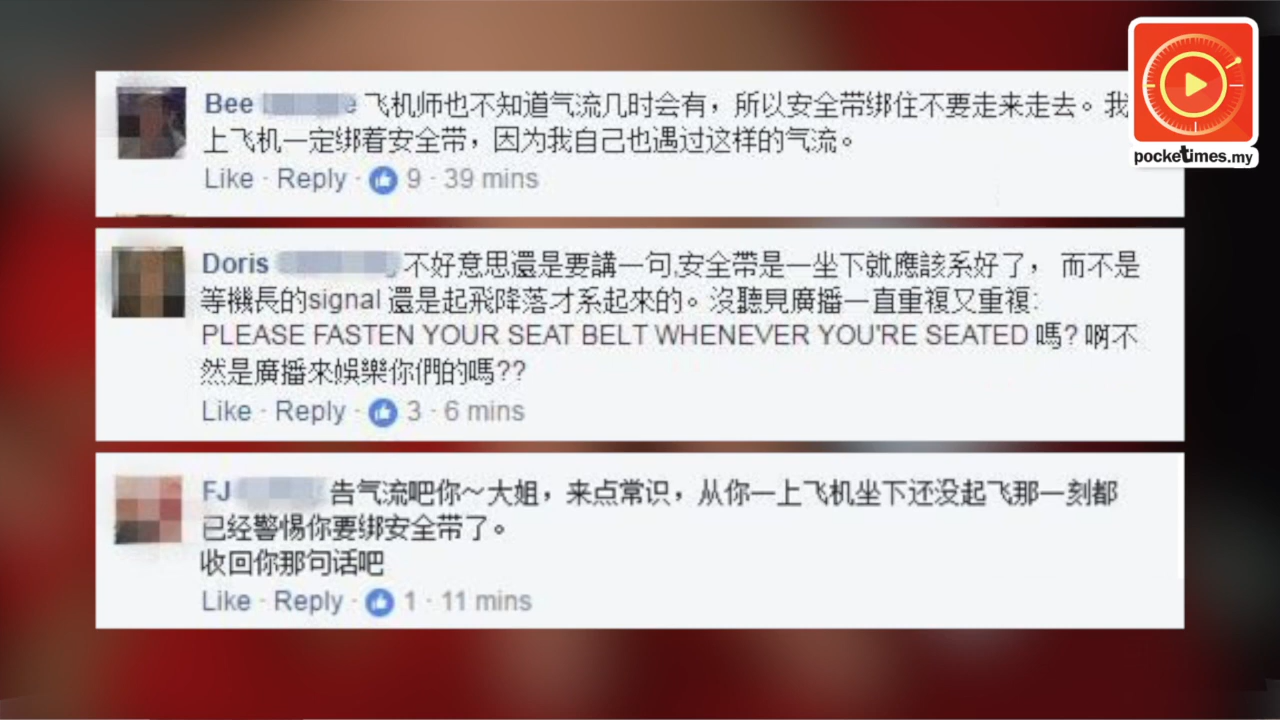 pocketimes.my
Bee 飞机师也不知道气流几时会有，所以安全带绑住不要走来走去。我
上飞机一定绑着安全带，因为我自己也遇过这样的气流。
Like · Reply · 9 · 39 mins
Doris 不好意思還是要講一句,安全帶是一坐下就應該系好了， 而不是
等機長的signal 還是起飛降落才系起來的。沒聽見廣播一直重複又重複:
PLEASE FASTEN YOUR SEAT BELT WHENEVER YOU'RE SEATED 嗎? 啊不
然是廣播來娛樂你們的嗎??
Like · Reply · 3 · 6 mins
FJ 告气流吧你～大姐，来点常识，从你一上飞机坐下还没起飞那一刻都
已经警惕你要绑安全带了。
收回你那句话吧
Like · Reply · 1 · 11 mins